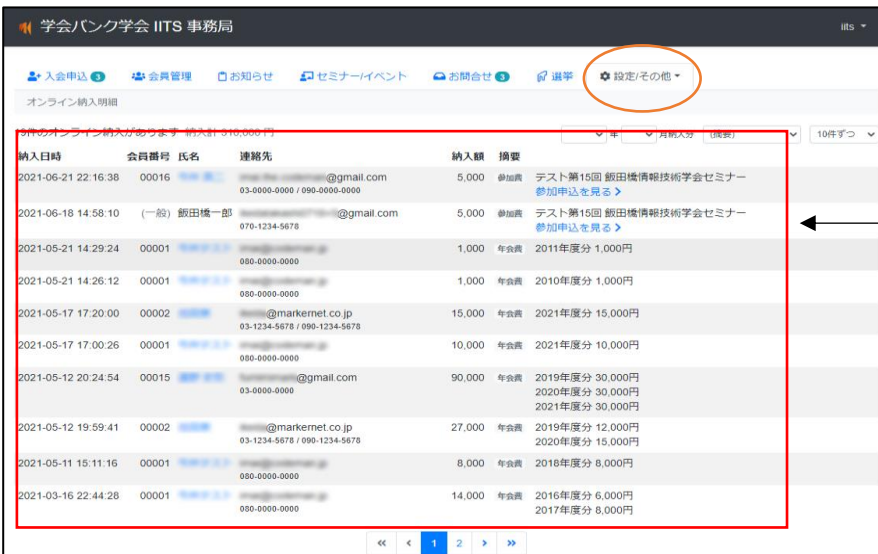 学会バンク学会 IITS 事務局
iits
入会申込 3 会員管理 お知らせ セミナー/イベント お問合せ 3 選挙 設定/その他
オンライン納入明細
件のオンライン納入があります 納入計 310,000 円 年 月納入分 (摘要) 10件ずつ
納入日時 会員番号 氏名 連絡先 納入額 摘要
2021-06-21 22:16:38 00016 @gmail.com 5,000 参加費 テスト第15回 飯田橋情報技術学会セミナー
03-0000-0000 / 090-0000-0000 参加申込を見る
2021-06-18 14:58:10 (一般) 飯田橋一郎 @gmail.com 5,000 参加費 テスト第15回 飯田橋情報技術学会セミナー
070-1234-5678 参加申込を見る
2021-05-21 14:29:24 00001 1,000 年会費 2011年度分 1,000円
080-0000-0000
2021-05-21 14:26:12 00001 1,000 年会費 2010年度分 1,000円
080-0000-0000
2021-05-17 17:20:00 00002 @markernet.co.jp 15,000 年会費 2021年度分 15,000円
03-1234-5678 / 090-1234-5678
2021-05-17 17:00:26 00001 10,000 年会費 2021年度分 10,000円
080-0000-0000
2021-05-12 20:24:54 00015 @gmail.com 90,000 年会費 2019年度分 30,000円
03-0000-0000 2020年度分 30,000円
2021年度分 30,000円
2021-05-12 19:59:41 00002 @markernet.co.jp 27,000 年会費 2019年度分 12,000円
03-1234-5678 / 090-1234-5678 2020年度分 15,000円
2021-05-11 15:11:16 00001 8,000 年会費 2018年度分 8,000円
080-0000-0000
2021-03-16 22:44:28 00001 14,000 年会費 2016年度分 6,000円
080-0000-0000 2017年度分 8,000円
« ‹ 1 2 › »